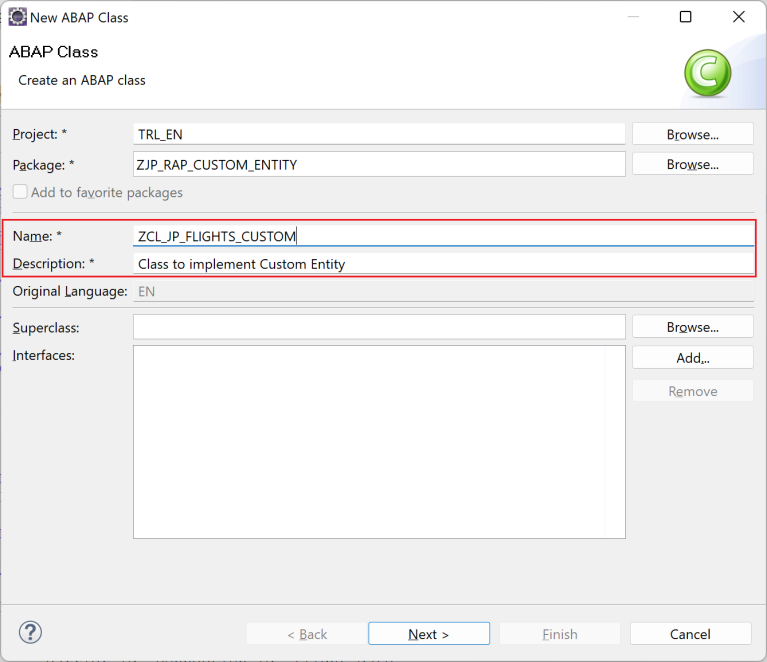 New ABAP Class
ABAP Class
Create an ABAP class
Project: * TRL_EN Browse...
Package: * ZJP_RAP_CUSTOM_ENTITY Browse...
Add to favorite packages
Name: * ZCL_JP_FLIGHTS_CUSTOM
Description: * Class to implement Custom Entity
Original Language: EN
Superclass: Browse...
Interfaces: Add...
Remove
< Back Next > Finish Cancel